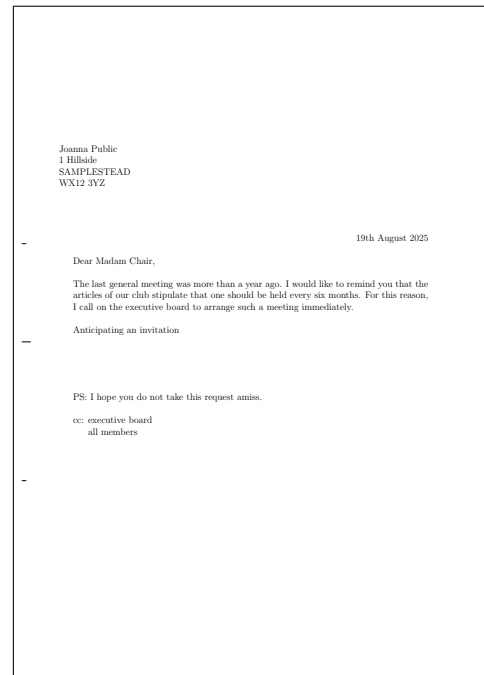 Joanna Public
1 Hillside
SAMPLESTEAD
WX12 3YZ
19th August 2025
Dear Madam Chair,
The last general meeting was more than a year ago. I would like to remind you that the
articles of our club stipulate that one should be held every six months. For this reason,
I call on the executive board to arrange such a meeting immediately.
Anticipating an invitation
PS: I hope you do not take this request amiss.
cc: executive board
all members